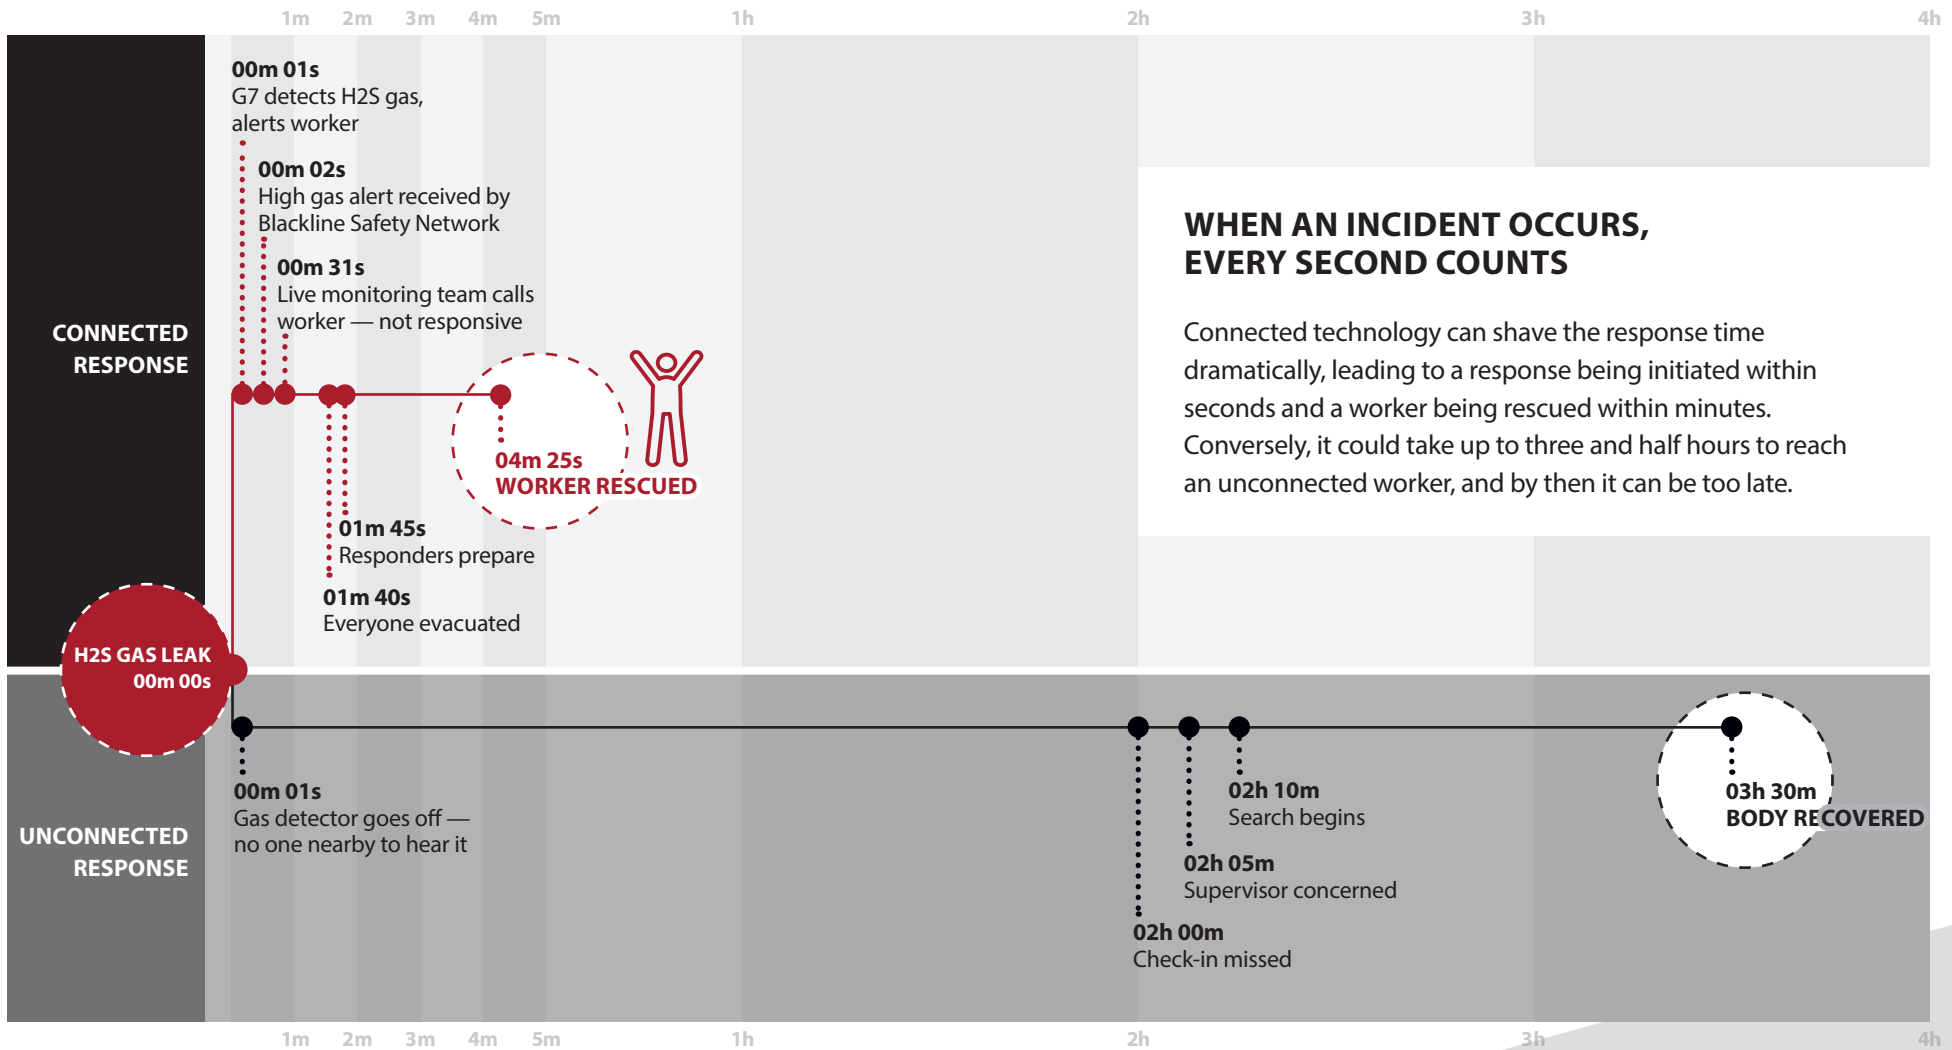 1m 2m 3m 4m 5m 1h 2h 3h 4h
CONNECTED
RESPONSE
00m 01s
G7 detects H2S gas,
alerts worker
00m 02s
High gas alert received by
Blackline Safety Network
00m 31s
Live monitoring team calls
worker — not responsive
04m 25s
WORKER RESCUED
01m 45s
Responders prepare
01m 40s
Everyone evacuated
WHEN AN INCIDENT OCCURS,
EVERY SECOND COUNTS
Connected technology can shave the response time
dramatically, leading to a response being initiated within
seconds and a worker being rescued within minutes.
Conversely, it could take up to three and half hours to reach
an unconnected worker, and by then it can be too late.
H2S GAS LEAK
00m 00s
UNCONNECTED
RESPONSE
00m 01s
Gas detector goes off —
no one nearby to hear it
02h 00m
Check-in missed
02h 05m
Supervisor concerned
02h 10m
Search begins
03h 30m
BODY RECOVERED
1m 2m 3m 4m 5m 1h 2h 3h 4h